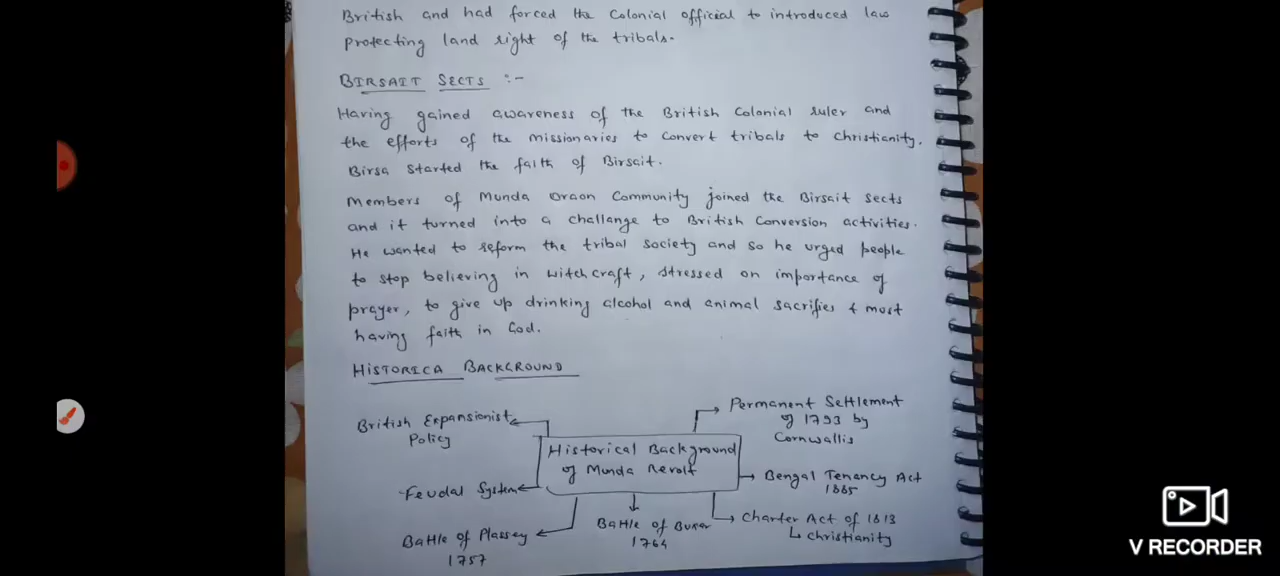 British and had forced the Colonial official to introduced law
protecting land right of the tribals.
BIRSAIT SECTS :-
Having gained awareness of the British Colonial ruler and
the efforts of the missionaries to convert tribals to christianity.
Birsa started the faith of Birsait.
Members of Munda oraon Community joined the Birsait sects
and it turned into a challange to British Conversion activities.
He wanted to reform the tribal society and so he urged people
to stop believing in witchcraft, stressed on importance of
prayer, to give up drinking alcohol and animal sacrifies & most
having faith in God.
HISTORICA BACKGROUND
British Expansionist
Policy
Permanent Settlement
of 1793 by
Cornwallis
Historical Background
of Munda Revolt
Bengal Tenancy Act
1885
Feudal System
Battle of Plassey
1757
Battle of Buxar
1764
Charter Act of 1813
↳ christianity
V RECORDER